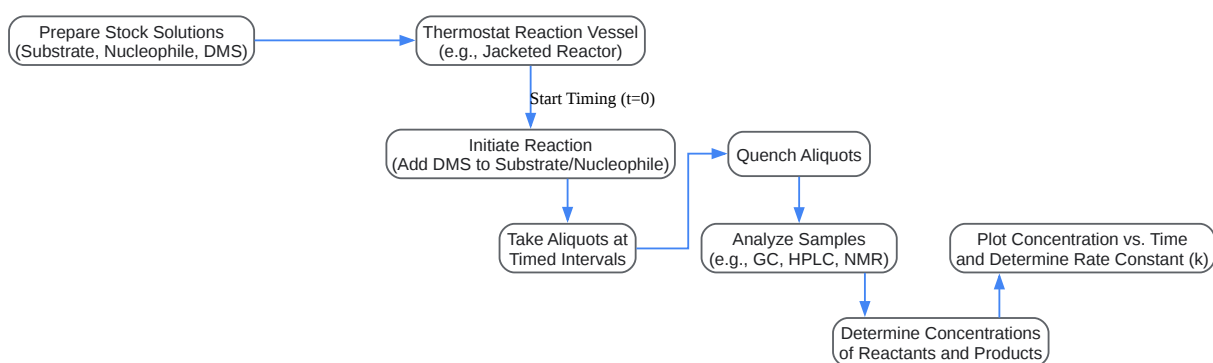 Prepare Stock Solutions
(Substrate, Nucleophile, DMS)
Thermostat Reaction Vessel
(e.g., Jacketed Reactor)
Start Timing (t=0)
Initiate Reaction
(Add DMS to Substrate/Nucleophile)
Take Aliquots at
Timed Intervals
Quench Aliquots
Analyze Samples
(e.g., GC, HPLC, NMR)
Determine Concentrations
of Reactants and Products
Plot Concentration vs. Time
and Determine Rate Constant (k)